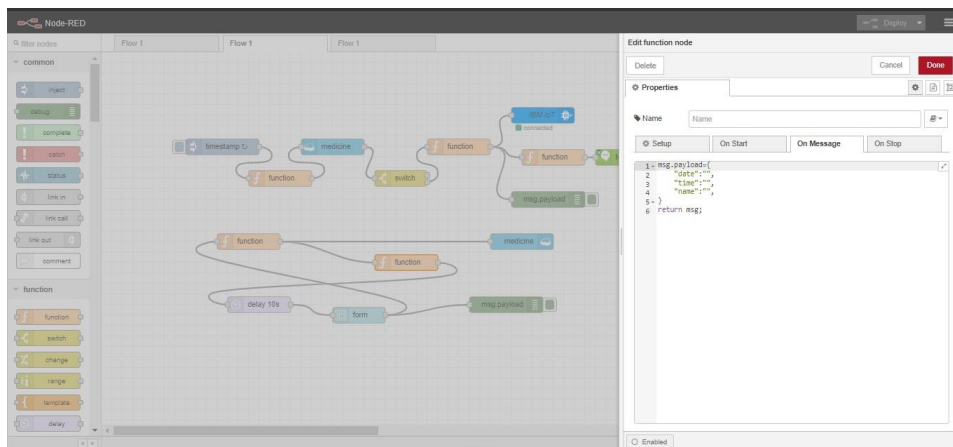 Node-RED
Deploy
filter nodes
Flow 1
Flow 1
Flow 1
common
inject
debug
complete
catch
status
link in
link call
link out
comment
function
function
switch
change
range
template
delay
timestamp ↻
function
medicine
switch
function
IBM IoT
connected
function
msg.payload
function
medicine
function
delay 10s
form
msg.payload
Edit function node
Delete
Cancel
Done
Properties
Name
Name
Setup
On Start
On Message
On Stop
1 msg.payload={
2 "date":"",
3 "time":"",
4 "name":"",
5 }
6 return msg;
Enabled